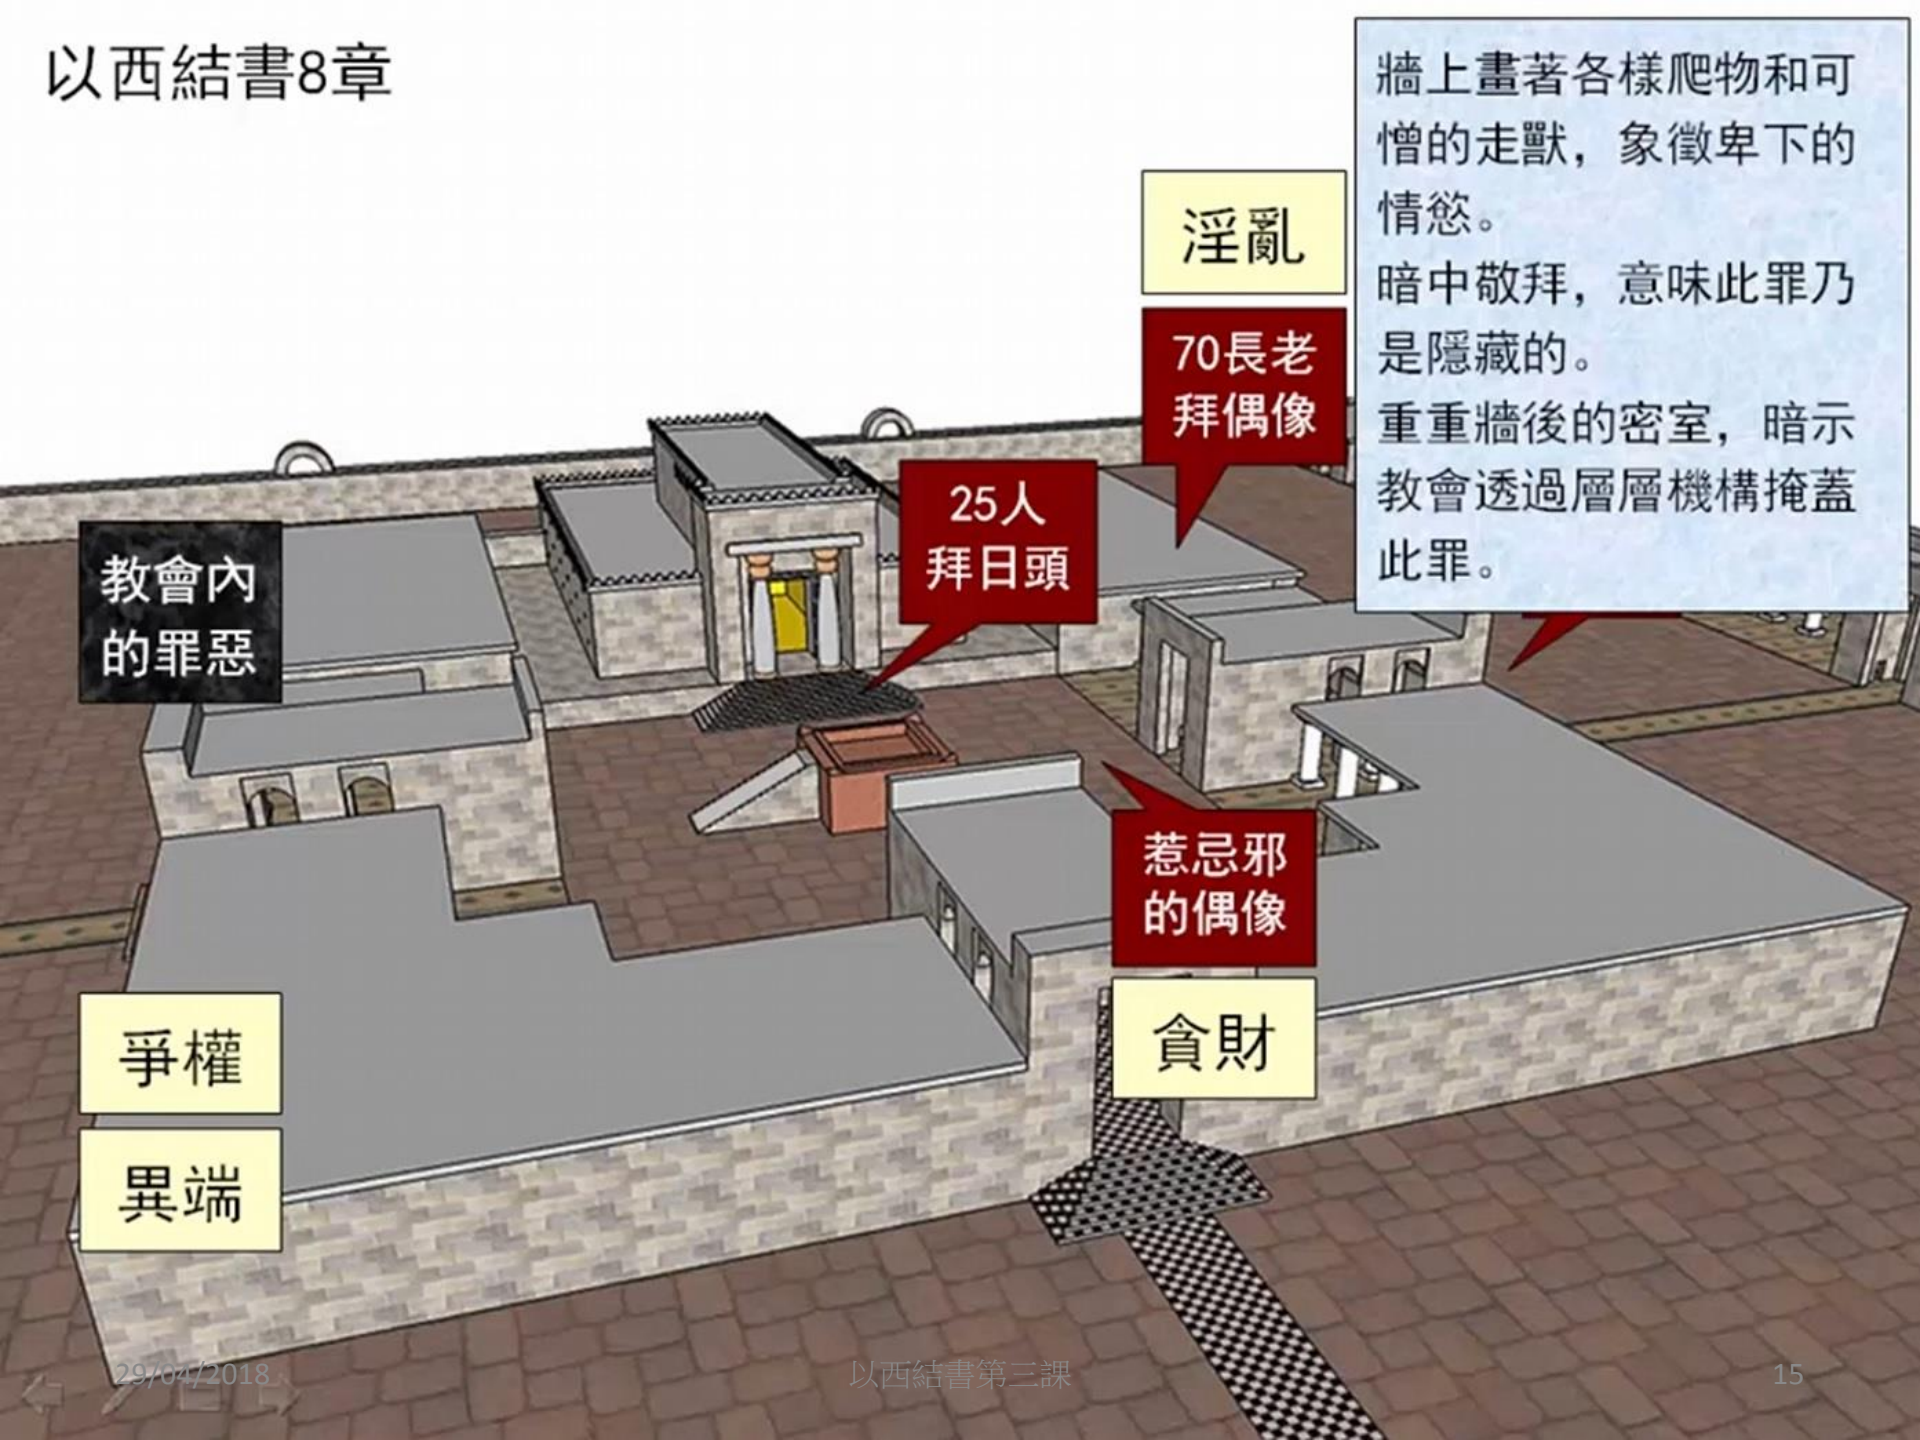 以西結書8章
牆上畫著各樣爬物和可
憎的走獸，象徵卑下的
情慾。
暗中敬拜，意味此罪乃
是隱藏的。
重重牆後的密室，暗示
教會透過層層機構掩蓋
此罪。
淫亂
70長老
拜偶像
25人
拜日頭
教會內
的罪惡
惹忌邪
的偶像
貪財
爭權
異端
29/04/2018
以西結書第三課
15